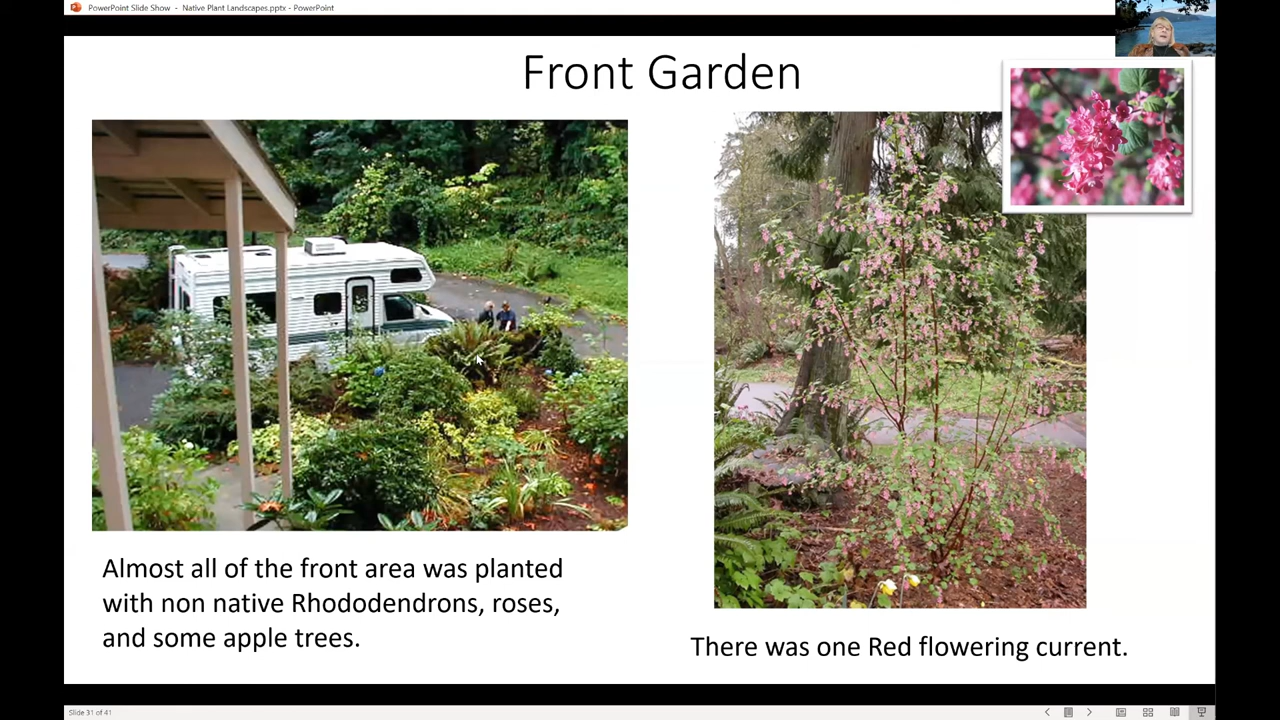 PowerPoint Slide Show - Native Plant Landscapes.pptx - PowerPoint
Front Garden
Almost all of the front area was planted
with non native Rhododendrons, roses,
and some apple trees.
There was one Red flowering current.
Slide 31 of 41